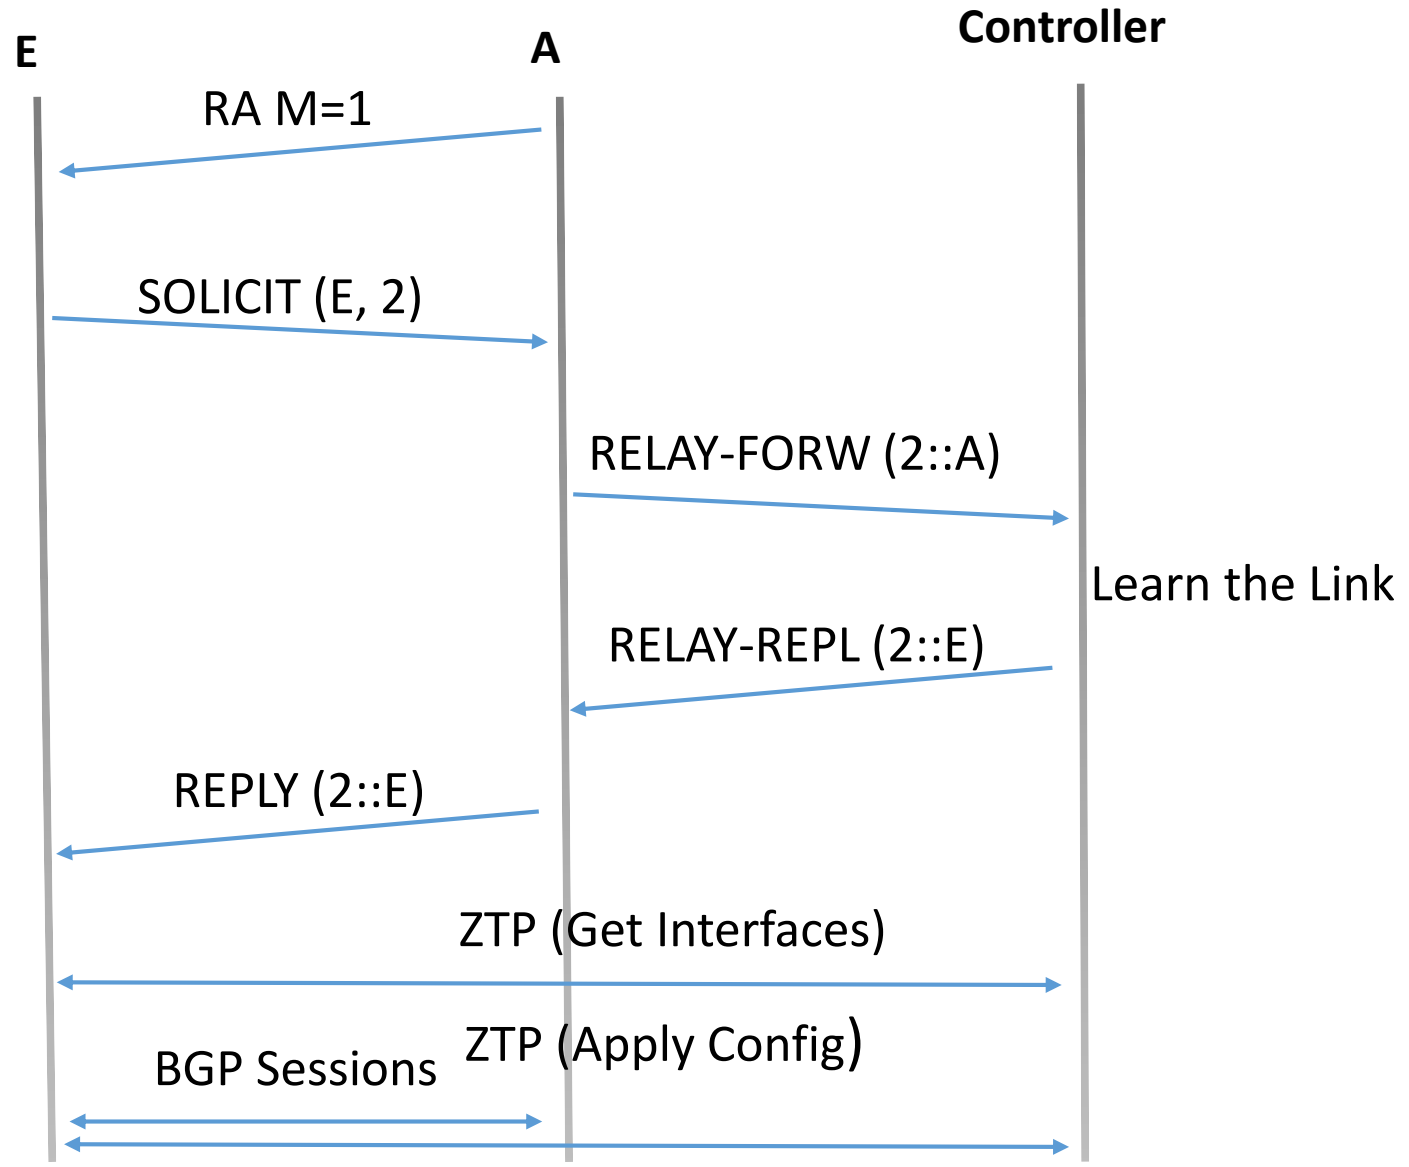 E
A
Controller
RA M=1
SOLICIT (E, 2)
RELAY-FORW (2::A)
Learn the Link
RELAY-REPL (2::E)
REPLY (2::E)
ZTP (Get Interfaces)
ZTP (Apply Config)
BGP Sessions